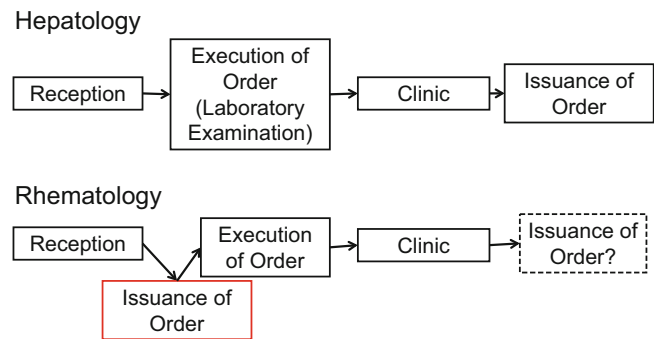 Hepatology
Reception
Execution of
Order
(Laboratory
Examination)
Clinic
Issuance of
Order
Rhematology
Reception
Issuance of
Order
Execution
of Order
Clinic
Issuance of
Order?